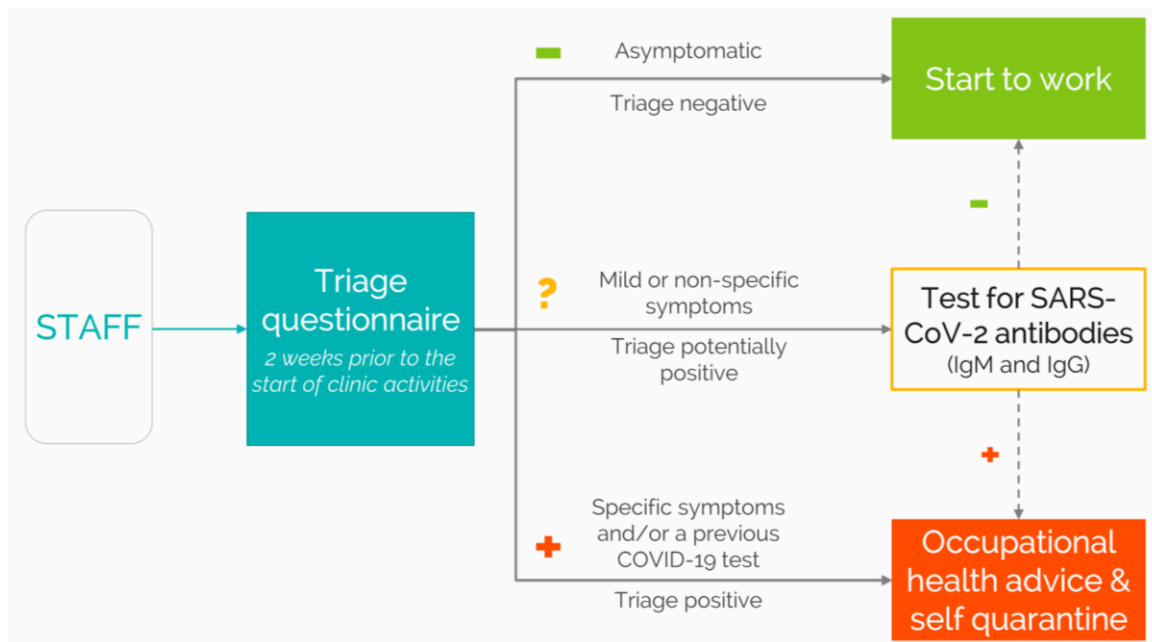 STAFF
Triage
questionnaire
2 weeks prior to the
start of clinic activities
-
Asymptomatic
Triage negative
Start to work
-
?
Mild or non-specific
symptoms
Triage potentially
positive
Test for SARS-
CoV-2 antibodies
(IgM and IgG)
+
+
Specific symptoms
and/or a previous
COVID-19 test
Triage positive
Occupational
health advice &
self quarantine